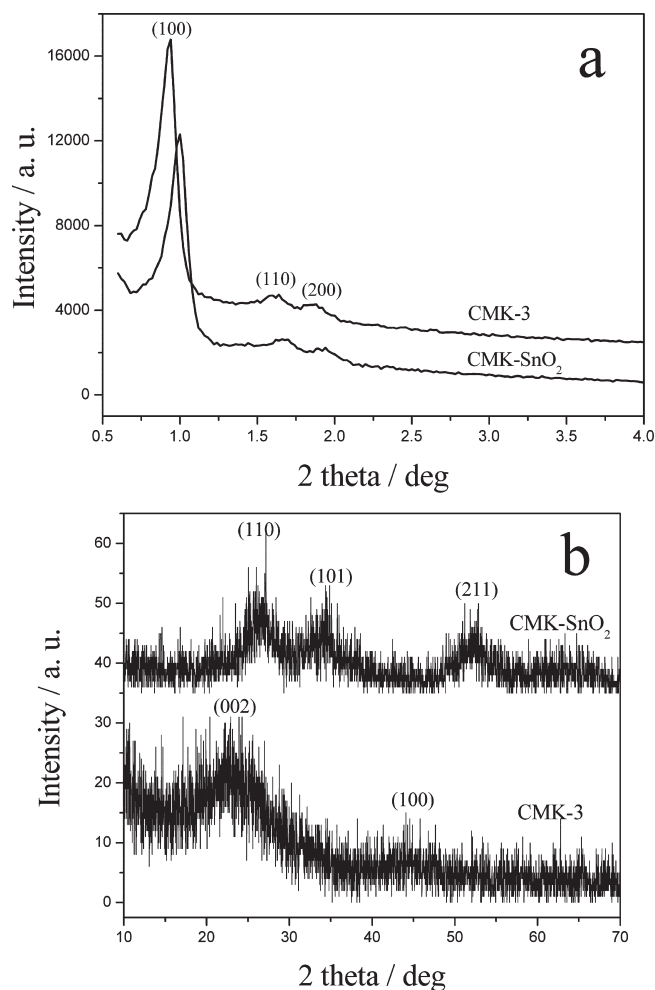 (100)
a
16000
12000
8000
4000
0
Intensity / a. u.
(110)
(200)
CMK-3
CMK-SnO₂
0.5 1.0 1.5 2.0 2.5 3.0 3.5 4.0
2 theta / deg
b
(110)
(101)
(211)
CMK-SnO₂
60
50
40
30
20
10
0
Intensity / a. u.
(002)
(100)
CMK-3
10 20 30 40 50 60 70
2 theta / deg